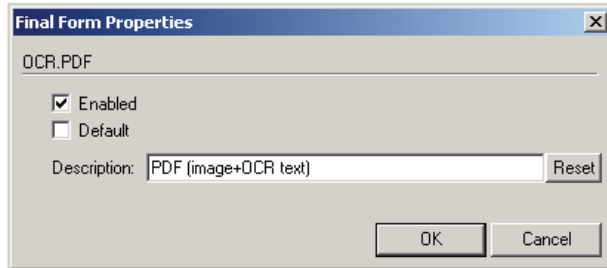 Final Form Properties
OCR.PDF
Enabled
Default
Description: PDF (image+OCR text) Reset
OK Cancel